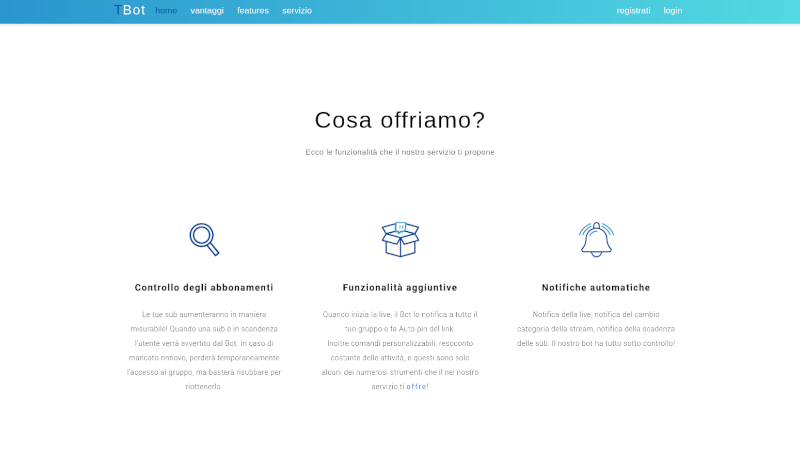 TBot home vantaggi features servizio registrati login
Cosa offriamo?
Ecco le funzionalità che il nostro servizio ti propone
Controllo degli abbonamenti
Le tue sub aumenteranno in maniera
misurabile! Quando una sub è in scandenza
l'utente verrà avvertito dal Bot. In caso di
mancato rinnovo, perderà temporaneamente
l'accesso al gruppo, ma basterà risubbare per
riottenerlo.
Funzionalità aggiuntive
Quando inizia la live, il Bot lo notifica a tutto il
tuo gruppo e fa Auto-pin del link.
Inoltre comandi personalizzabili, resoconto
costante delle attività, e questi sono solo
alcuni dei numerosi strumenti che il nel nostro
servizio ti offre!
Notifiche automatiche
Notifica della live, notifica del cambio
categoria della stream, notifica della scadenza
delle sub. Il nostro bot ha tutto sotto controllo!